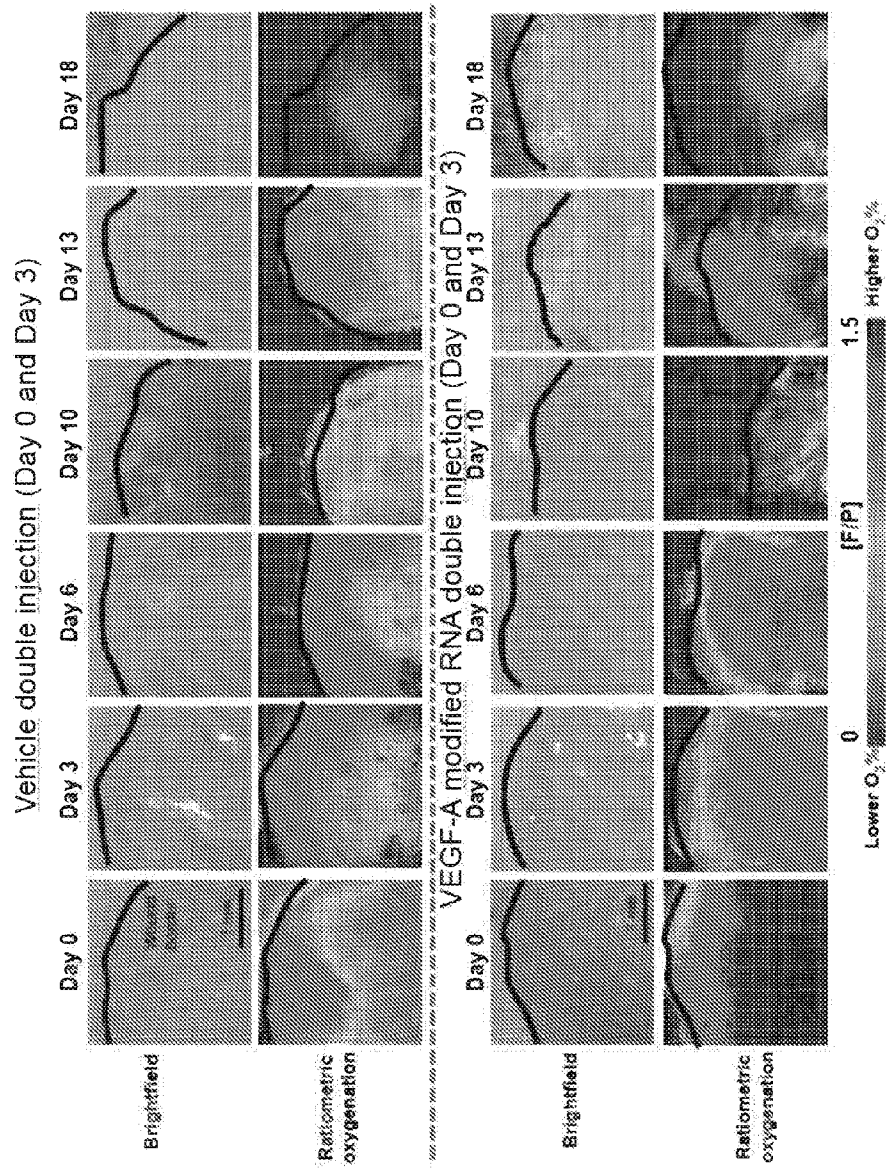 Vehicle double injection (Day 0 and Day 3)
Day 0 Day 3 Day 6 Day 10 Day 13 Day 18
Brightfield
Ratiometric
oxygenation
VEGF-A modified RNA double injection (Day 0 and Day 3)
Day 0 Day 3 Day 6 Day 10 Day 13 Day 18
Brightfield
Ratiometric
oxygenation
0 [F/P] 1.5
Lower O2% Higher O2%